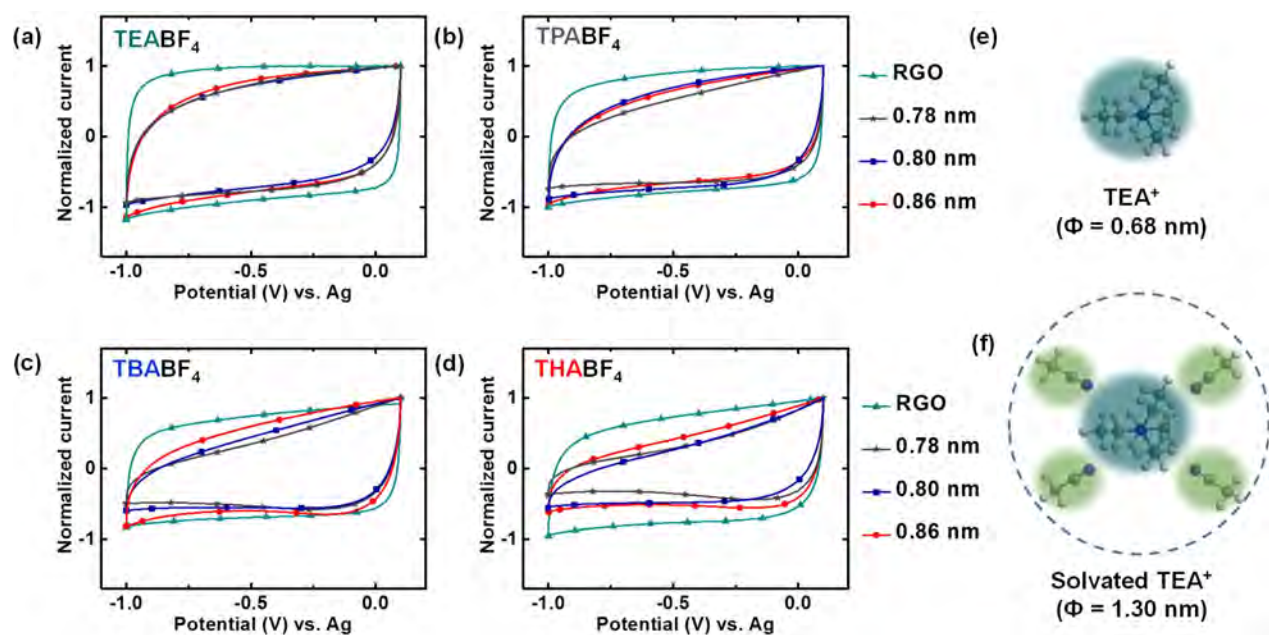 (a)
TEABF4
Normalized current
1
0
-1
-1.0
-0.5
0.0
Potential (V) vs. Ag
(b)
TPABF4
Normalized current
1
0
-1
-1.0
-0.5
0.0
Potential (V) vs. Ag
RGO
0.78 nm
0.80 nm
0.86 nm
(e)
TEA+
(Φ = 0.68 nm)
(c)
TBABF4
Normalized current
1
0
-1
-1.0
-0.5
0.0
Potential (V) vs. Ag
(d)
THABF4
Normalized current
1
0
-1
-1.0
-0.5
0.0
Potential (V) vs. Ag
RGO
0.78 nm
0.80 nm
0.86 nm
(f)
Solvated TEA+
(Φ = 1.30 nm)